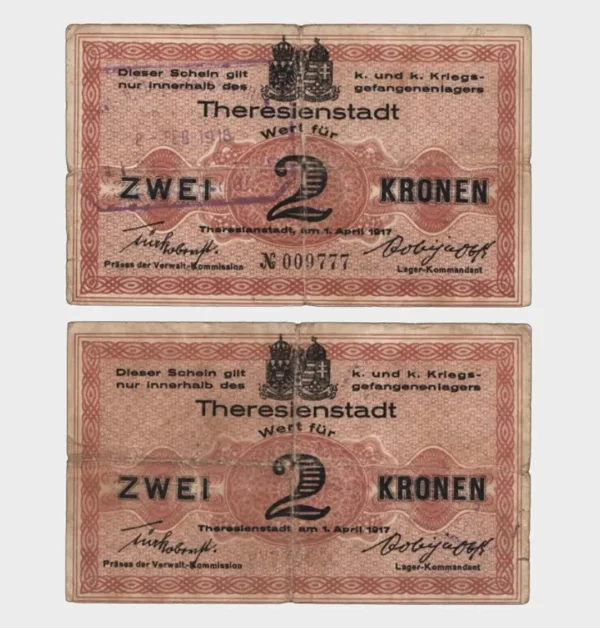 Dieser Schein gilt k. und k. Kriegs-
nur innerhalb des gefangenenlagers
Theresienstadt
Wert für
FEB 1918
ZWEI 2 KRONEN
Theresienstadt, am 1. April 1917
Präses der Verwalt-Kommission Lager-Kommandant
№ 009777
Dieser Schein gilt k. und k. Kriegs-
nur innerhalb des gefangenenlagers
Theresienstadt
Wert für
ZWEI 2 KRONEN
Theresienstadt, am 1. April 1917
Präses der Verwalt-Kommission Lager-Kommandant